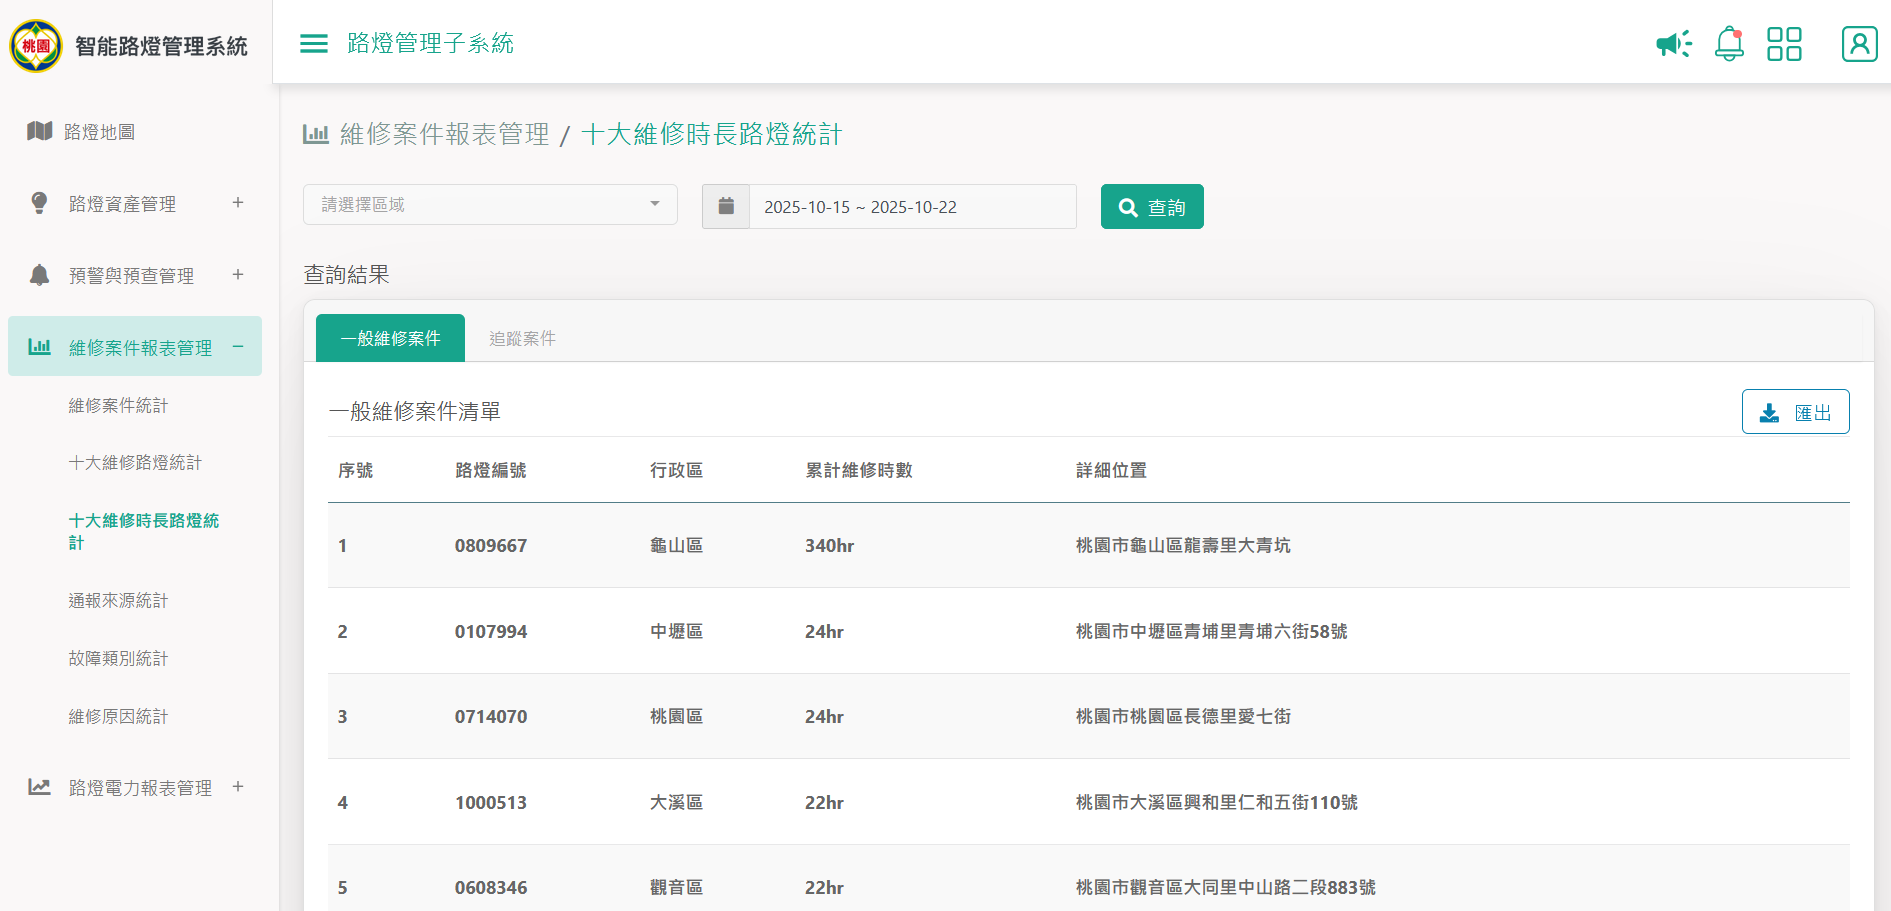 桃園
智能路燈管理系統
路燈管理子系統
路燈地圖
路燈資產管理 +
預警與預查管理 +
維修案件報表管理 −
維修案件統計
十大維修路燈統計
十大維修時長路燈統
計
通報來源統計
故障類別統計
維修原因統計
路燈電力報表管理 +
維修案件報表管理 / 十大維修時長路燈統計
請選擇區域
2025-10-15 ~ 2025-10-22
查詢
查詢結果
一般維修案件 追蹤案件
一般維修案件清單
匯出
序號 路燈編號 行政區 累計維修時數 詳細位置
1 0809667 龜山區 340hr 桃園市龜山區龍壽里大青坑
2 0107994 中壢區 24hr 桃園市中壢區青埔里青埔六街58號
3 0714070 桃園區 24hr 桃園市桃園區長德里愛七街
4 1000513 大溪區 22hr 桃園市大溪區興和里仁和五街110號
5 0608346 觀音區 22hr 桃園市觀音區大同里中山路二段883號